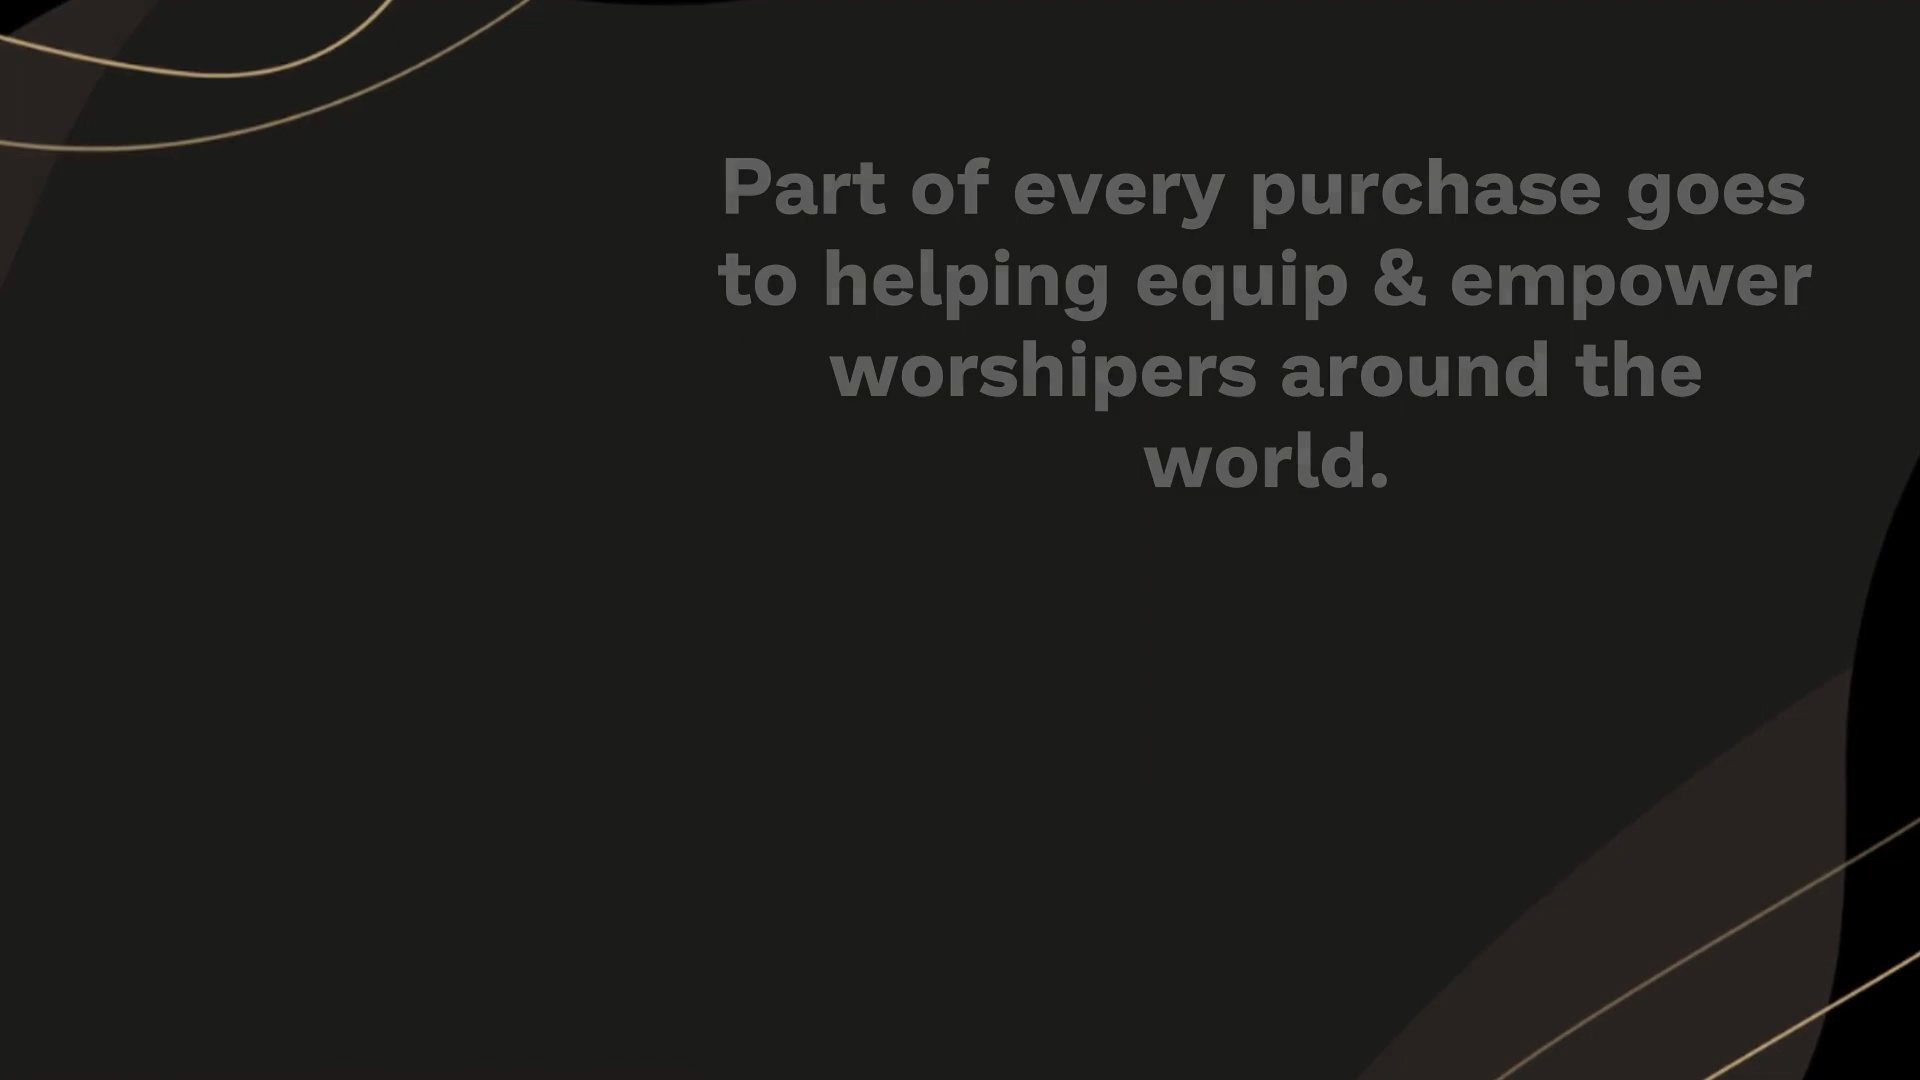 Part of every purchase goes
to helping equip & empower
worshipers around the
world.